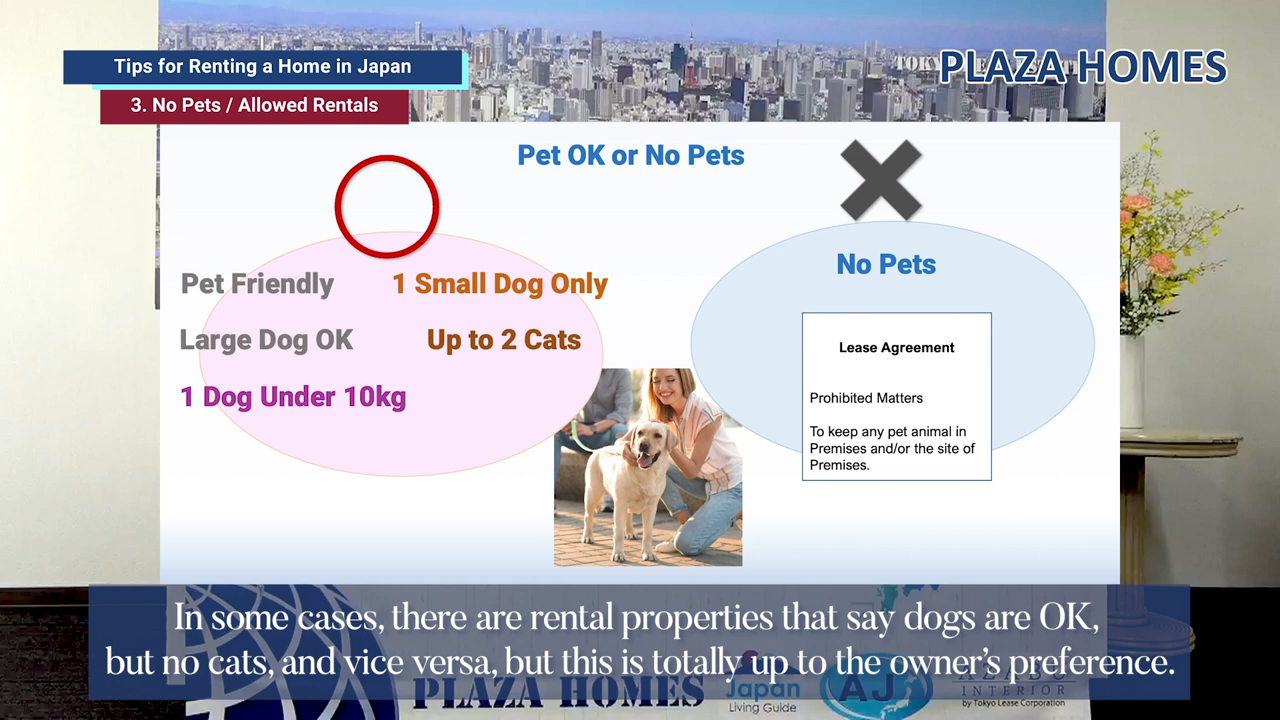 Tips for Renting a Home in Japan
PLAZA HOMES
3. No Pets / Allowed Rentals
Pet OK or No Pets
Pet Friendly
1 Small Dog Only
Large Dog OK
Up to 2 Cats
1 Dog Under 10kg
No Pets
Lease Agreement
Prohibited Matters
To keep any pet animal in
Premises and/or the site of
Premises.
In some cases, there are rental properties that say dogs are OK,
but no cats, and vice versa, but this is totally up to the owner's preference.
PLAZA HOMES
Japan
Living Guide
AJ
AZABU
INTERIOR
by Tokyo Lease Corporation